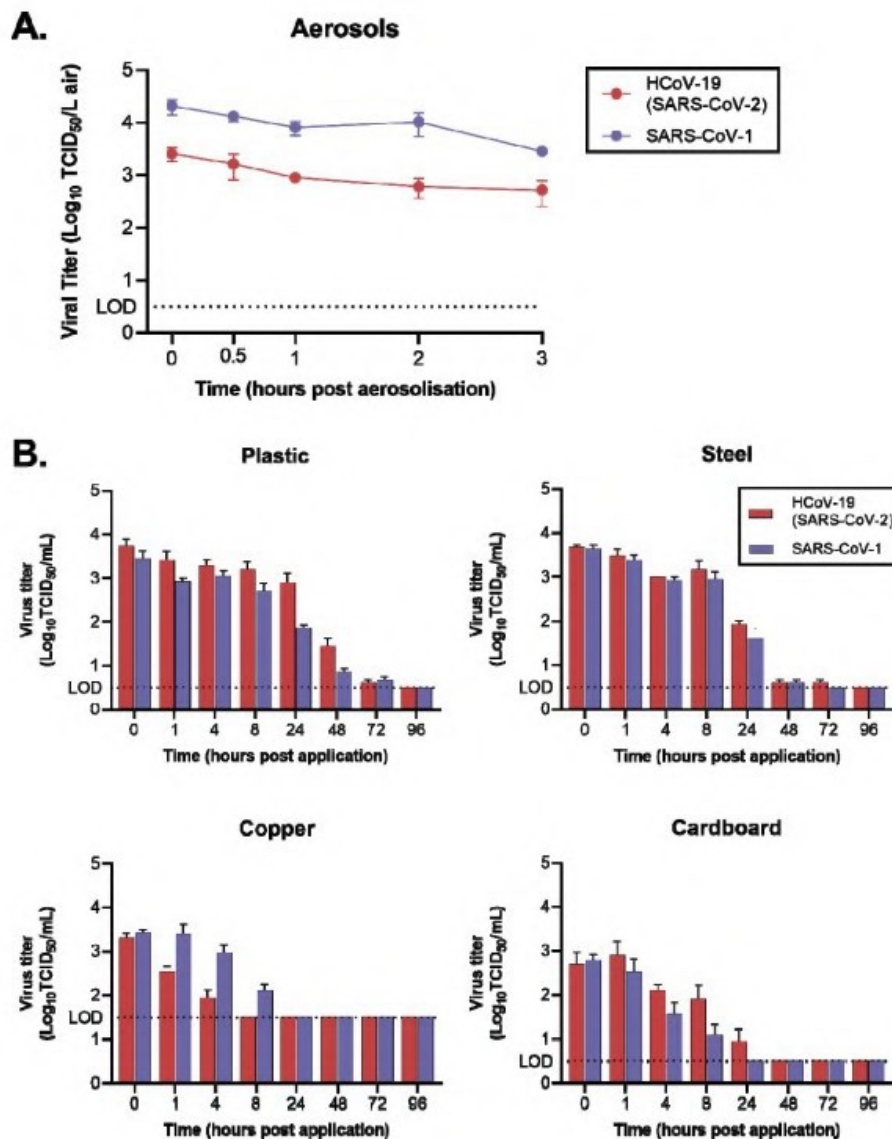 A.
Aerosols
Viral Titer (Log₁₀ TCID₅₀/L air)
5
4
3
2
1
LOD
0
0
0.5
1
2
3
Time (hours post aerosolisation)
HCoV-19
(SARS-CoV-2)
SARS-CoV-1
B.
Plastic
Virus titer
(Log₁₀TCID₅₀/mL)
5
4
3
2
1
LOD
0
0 1 4 8 24 48 72 96
Time (hours post application)
Steel
HCoV-19
(SARS-CoV-2)
SARS-CoV-1
Virus titer
(Log₁₀TCID₅₀/mL)
5
4
3
2
1
LOD
0
0 1 4 8 24 48 72 96
Time (hours post application)
Copper
Virus titer
(Log₁₀TCID₅₀/mL)
5
4
3
2
LOD
1
0
0 1 4 8 24 48 72 96
Time (hours post application)
Cardboard
Virus titer
(Log₁₀TCID₅₀/mL)
5
4
3
2
1
LOD
0
0 1 4 8 24 48 72 96
Time (hours post application)